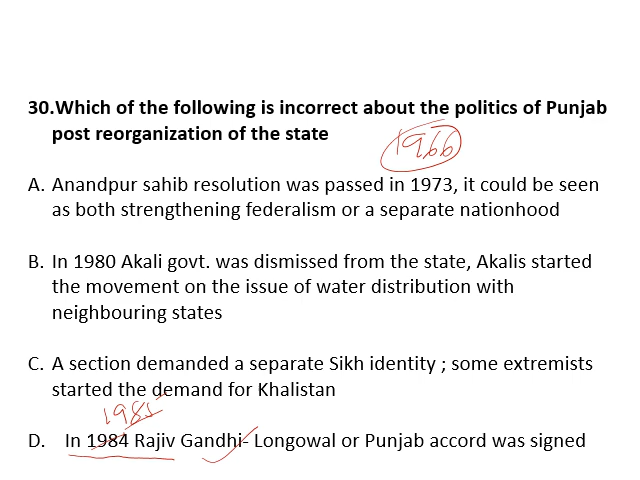 30.Which of the following is incorrect about the politics of Punjab
post reorganization of the state
1966
A. Anandpur sahib resolution was passed in 1973, it could be seen
as both strengthening federalism or a separate nationhood
B. In 1980 Akali govt. was dismissed from the state, Akalis started
the movement on the issue of water distribution with
neighbouring states
C. A section demanded a separate Sikh identity ; some extremists
started the demand for Khalistan
1985
D. In 1984 Rajiv Gandhi- Longowal or Punjab accord was signed